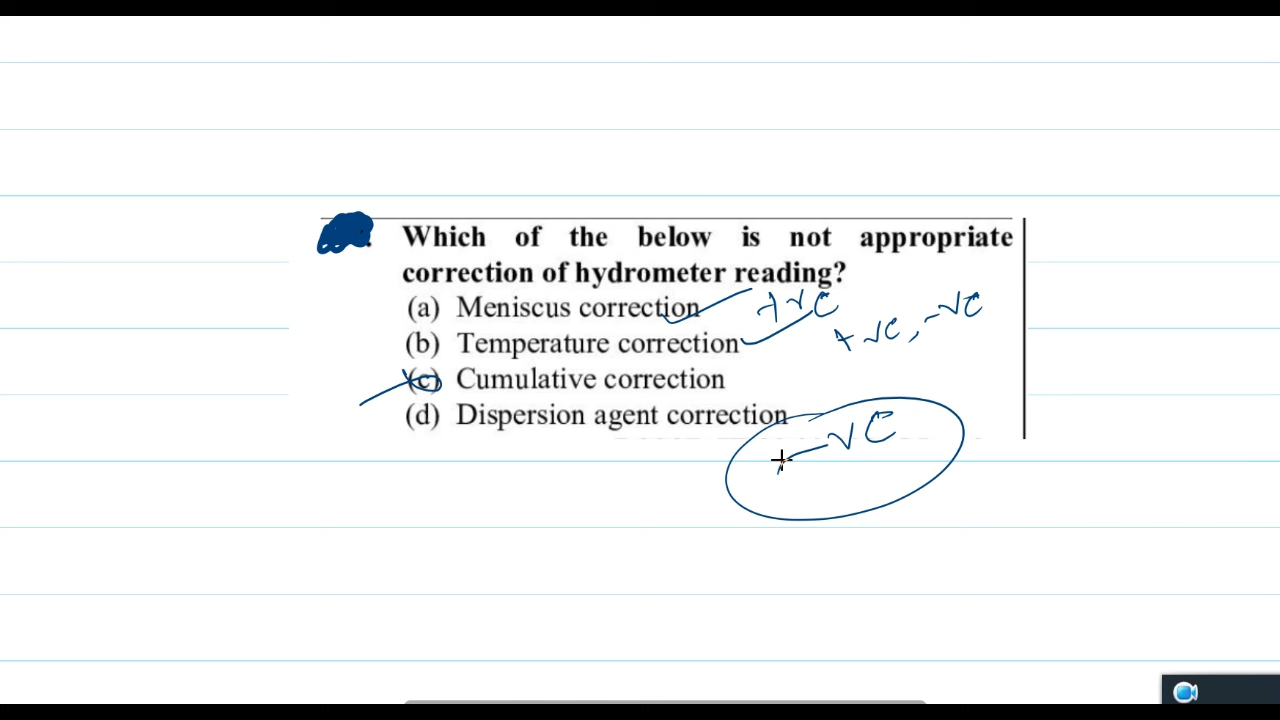 Which of the below is not appropriate
correction of hydrometer reading?
(a) Meniscus correction +ve
(b) Temperature correction +ve, -ve
(c) Cumulative correction
(d) Dispersion agent correction -ve